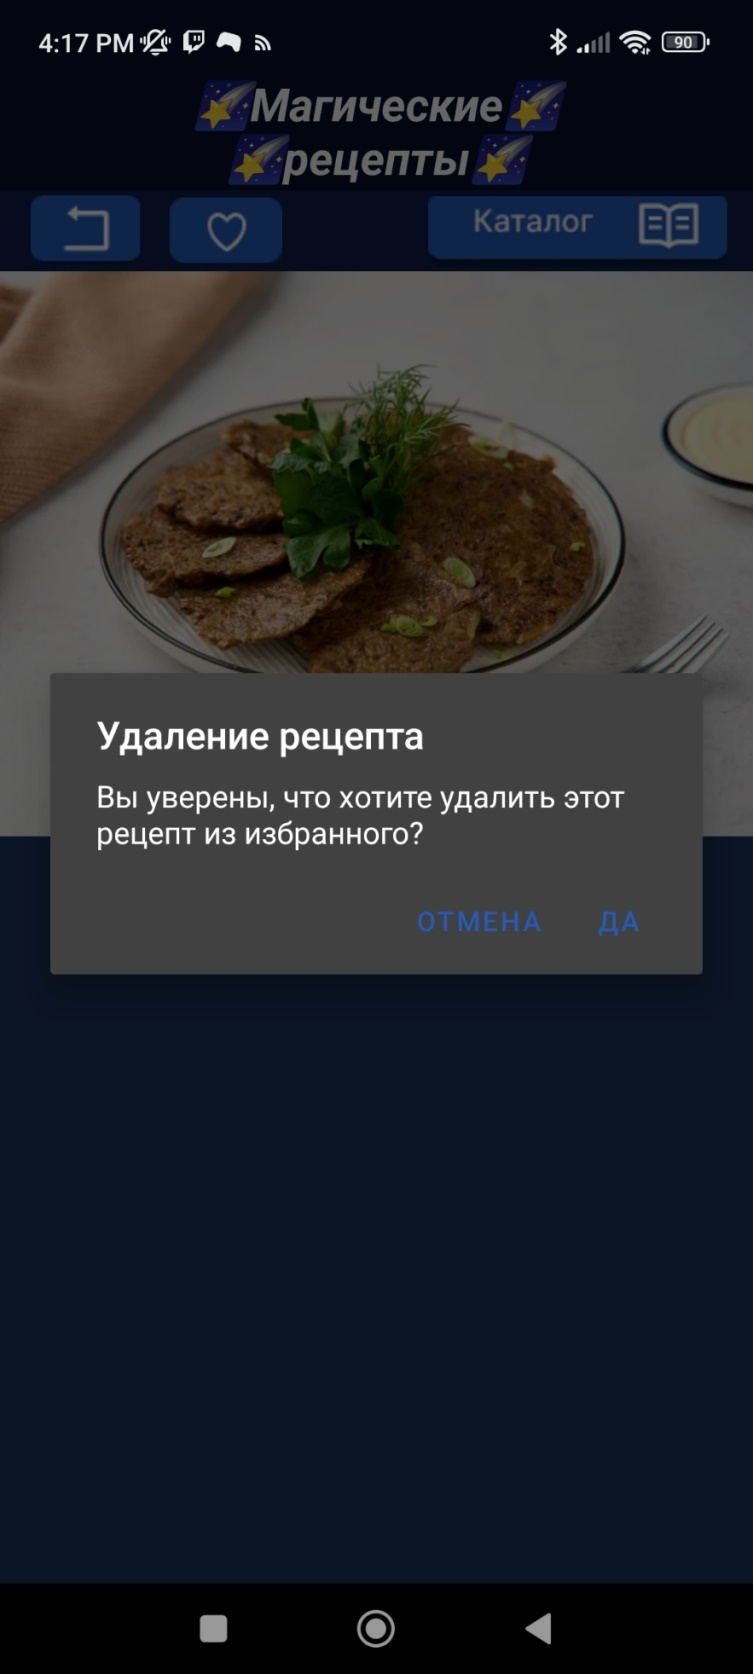 4:17 PM
90
🌠Магические🌠
🌠рецепты🌠
Каталог
Удаление рецепта
Вы уверены, что хотите удалить этот
рецепт из избранного?
ОТМЕНА ДА